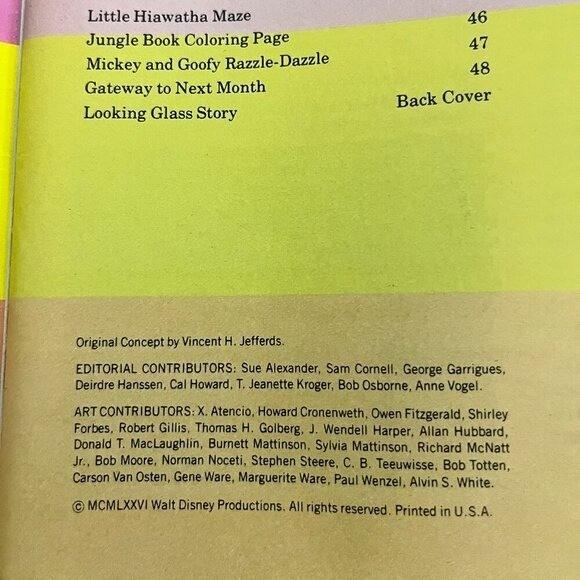 Little Hiawatha Maze 46
Jungle Book Coloring Page 47
Mickey and Goofy Razzle-Dazzle 48
Gateway to Next Month
Looking Glass Story Back Cover
Original Concept by Vincent H. Jefferds.
EDITORIAL CONTRIBUTORS: Sue Alexander, Sam Cornell, George Garrigues,
Deirdre Hanssen, Cal Howard, T. Jeanette Kroger, Bob Osborne, Anne Vogel.
ART CONTRIBUTORS: X. Atencio, Howard Cronenweth, Owen Fitzgerald, Shirley
Forbes, Robert Gillis, Thomas H. Golberg, J. Wendell Harper, Allan Hubbard,
Donald T. MacLaughlin, Burnett Mattinson, Sylvia Mattinson, Richard McNatt
Jr., Bob Moore, Norman Noceti, Stephen Steere, C. B. Teeuwisse, Bob Totten,
Carson Van Osten, Gene Ware, Marguerite Ware, Paul Wenzel, Alvin S. White.
© MCMLXXVI Walt Disney Productions. All rights reserved. Printed in U.S.A.